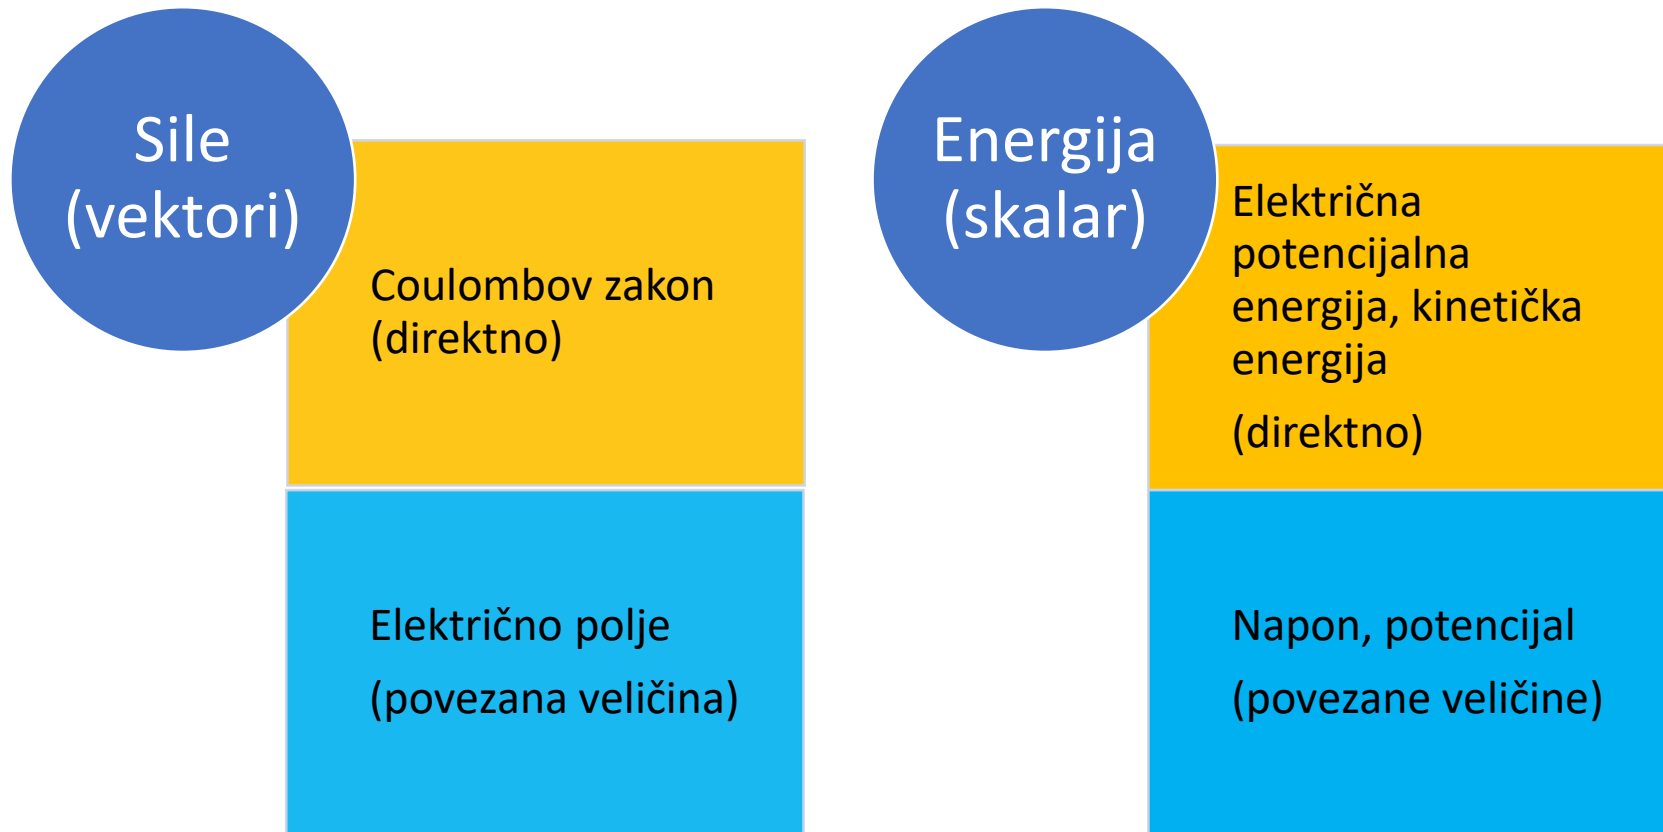 Sile
(vektori)
Coulombov zakon
(direktno)
Električno polje
(povezana veličina)
Energija
(skalar)
Električna
potencijalna
energija, kinetička
energija
(direktno)
Napon, potencijal
(povezane veličine)